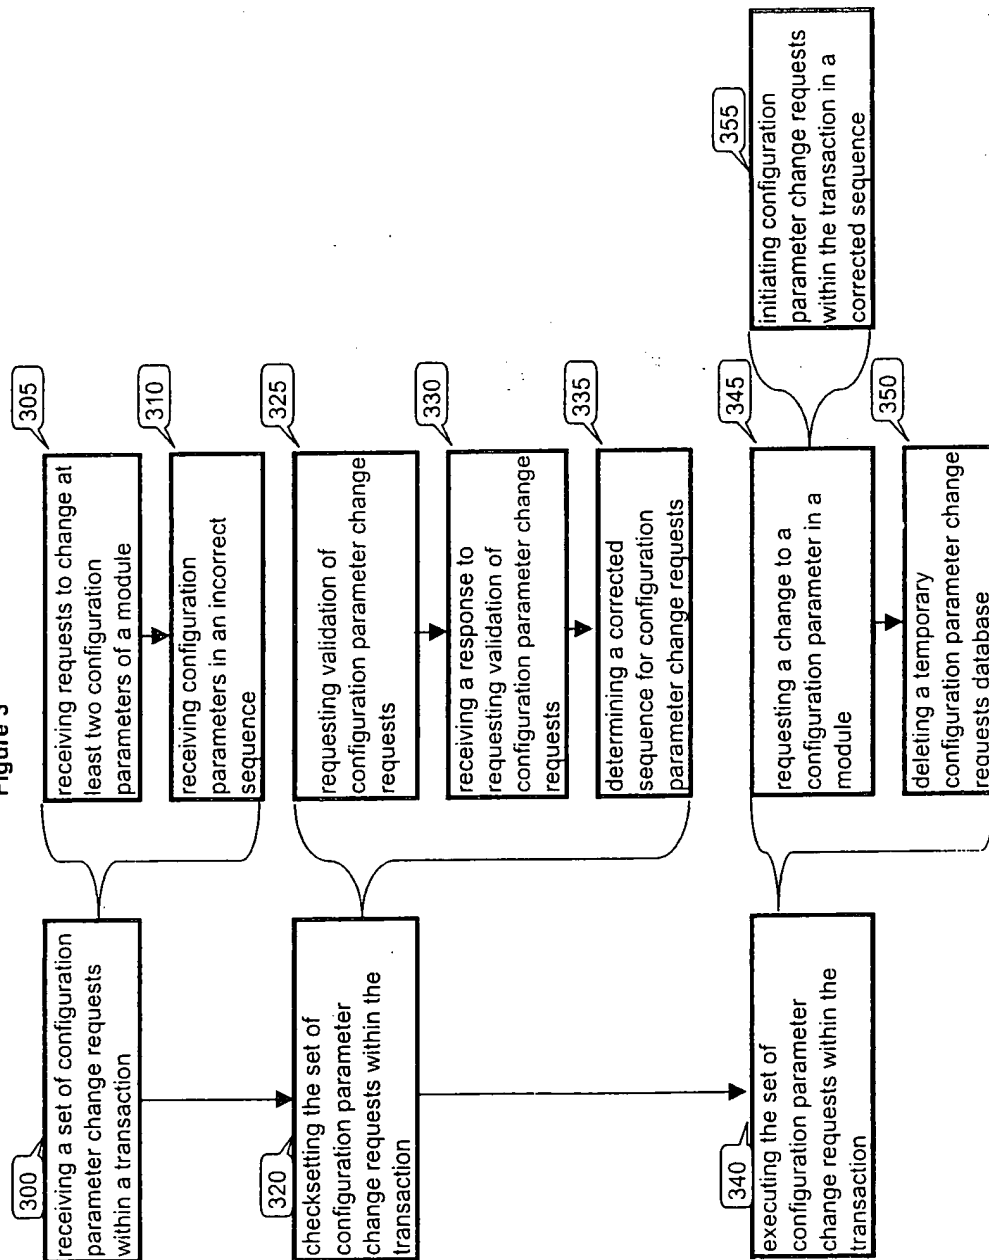 Figure 3
300
receiving a set of configuration
parameter change requests
within a transaction
305
receiving requests to change at
least two configuration
parameters of a module
310
receiving configuration
parameters in an incorrect
sequence
320
checksetting the set of
configuration parameter
change requests within the
transaction
325
requesting validation of
configuration parameter change
requests
330
receiving a response to
requesting validation of
configuration parameter change
requests
335
determining a corrected
sequence for configuration
parameter change requests
340
executing the set of
configuration parameter
change requests within the
transaction
345
requesting a change to a
configuration parameter in a
module
350
deleting a temporary
configuration parameter change
requests database
355
initiating configuration
parameter change requests
within the transaction in a
corrected sequence